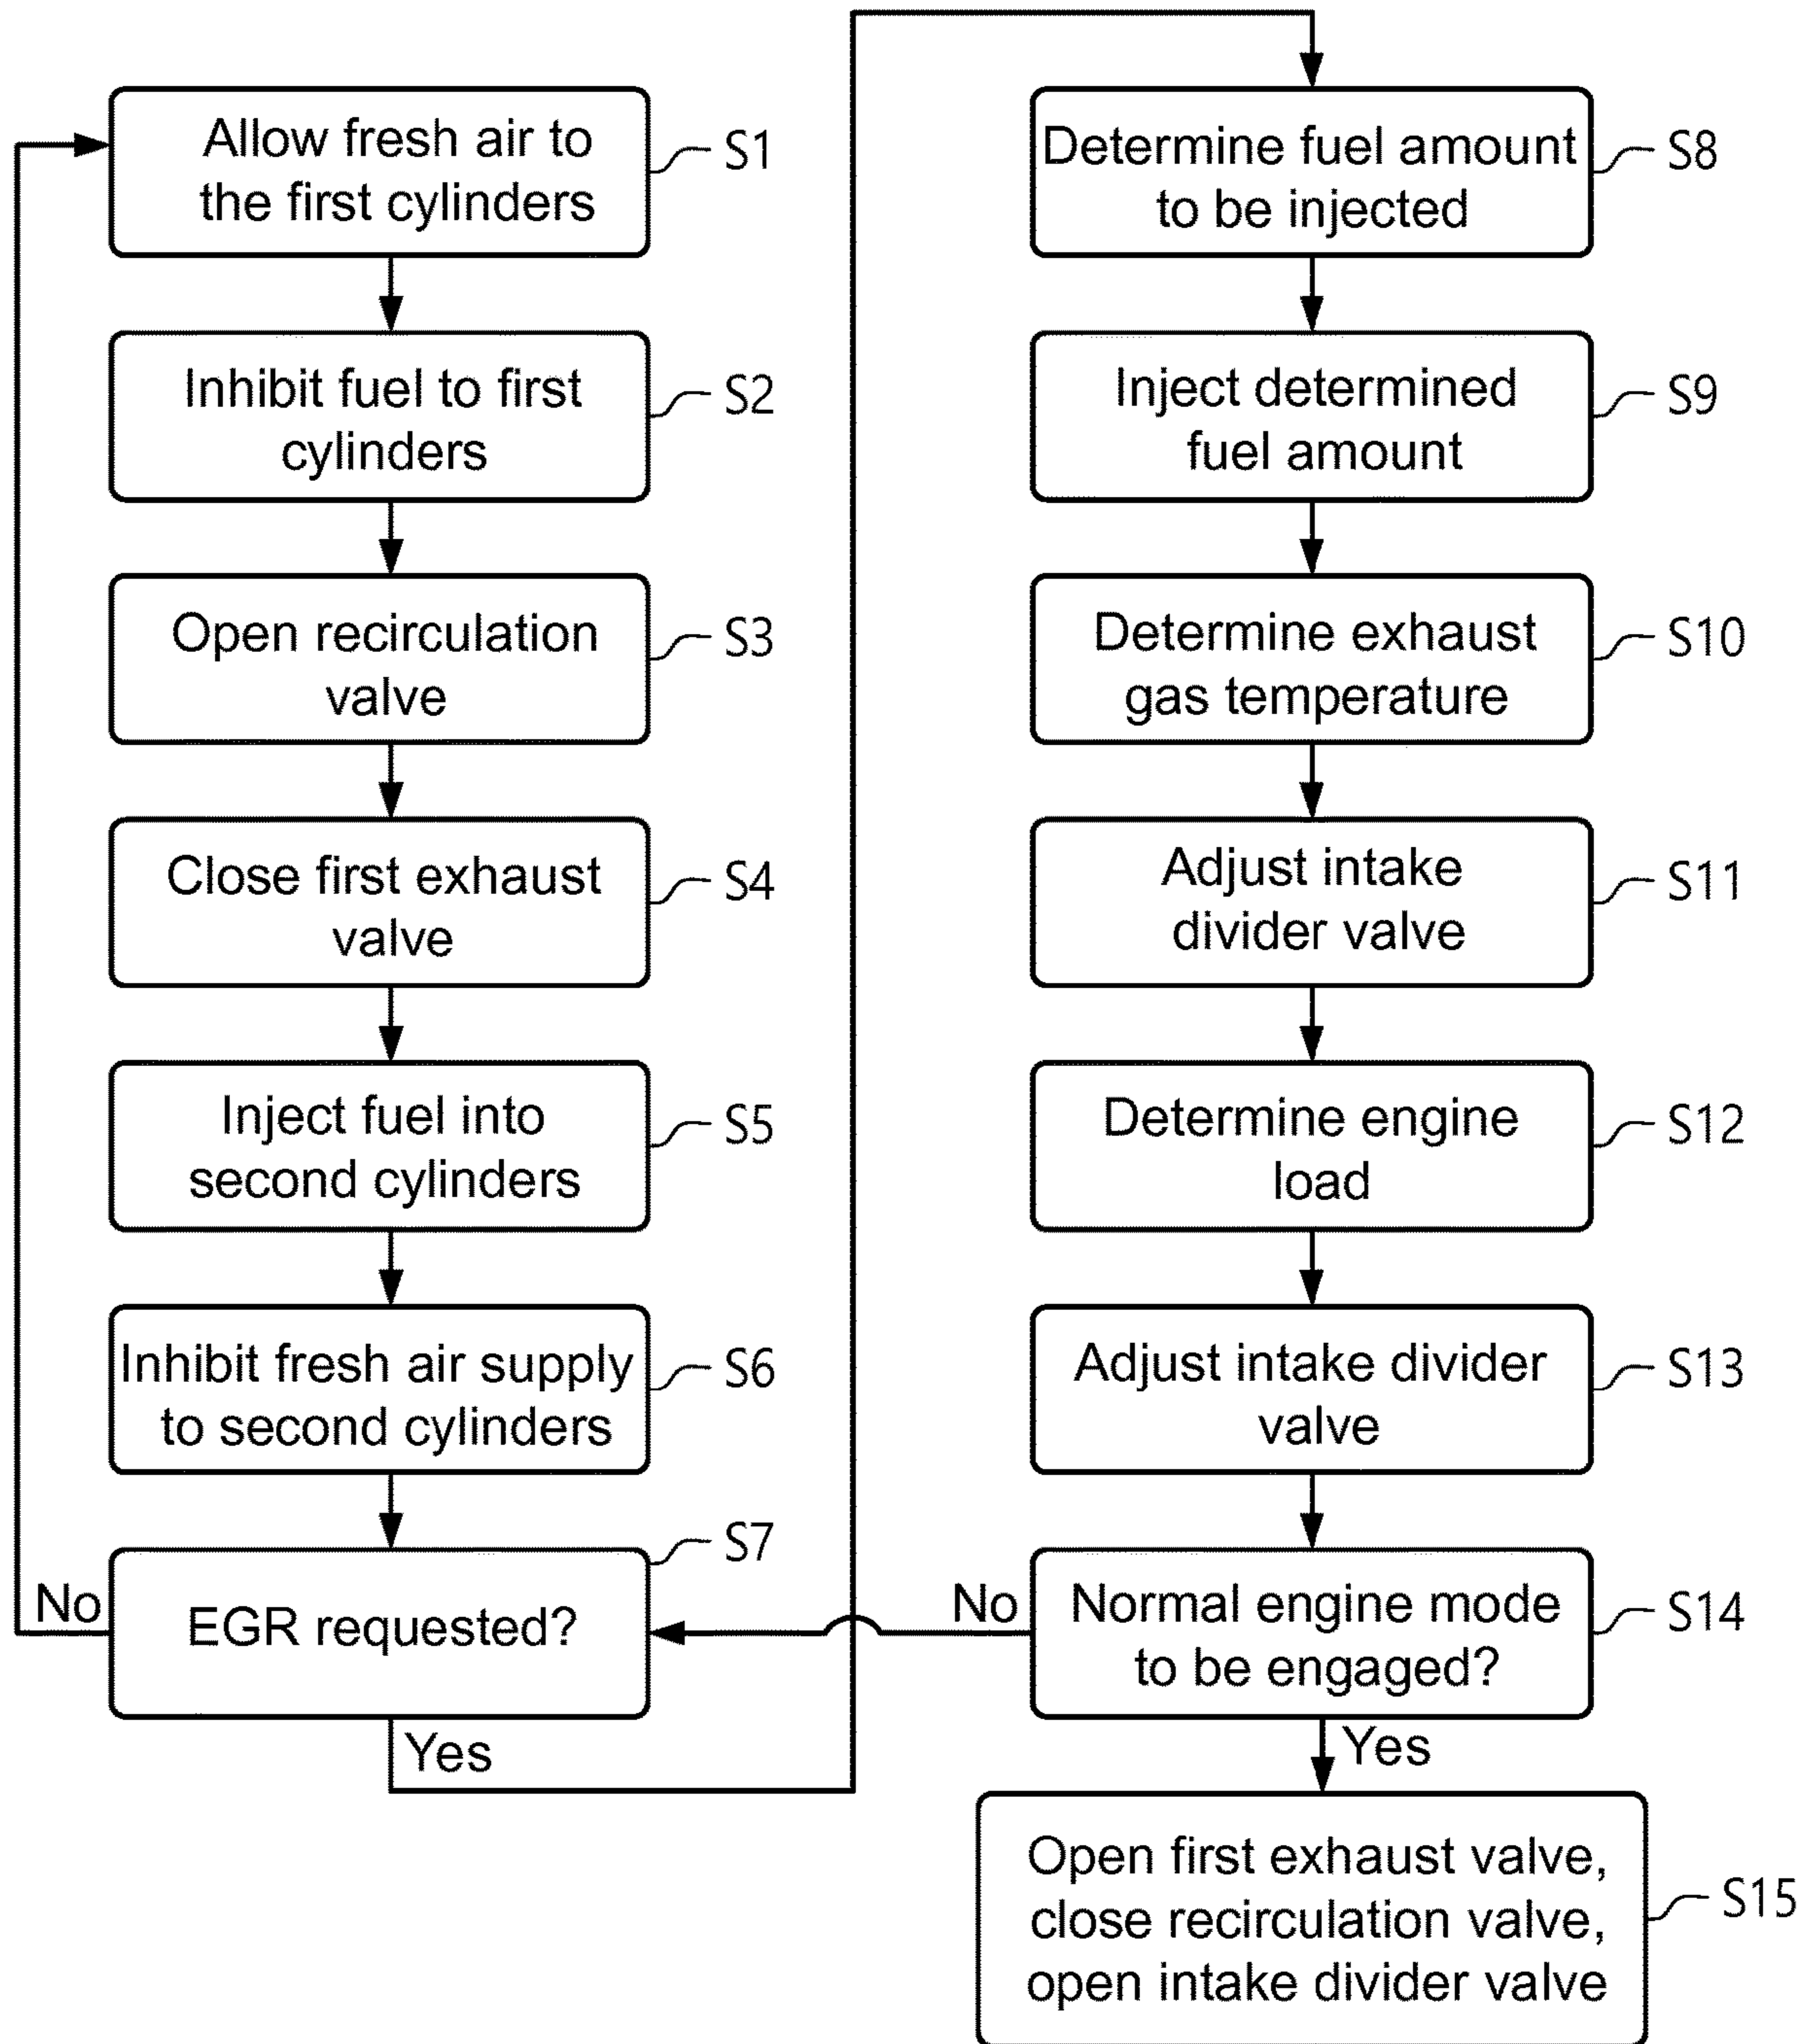 Allow fresh air to
the first cylinders
S1
Inhibit fuel to first
cylinders
S2
Open recirculation
valve
S3
Close first exhaust
valve
S4
Inject fuel into
second cylinders
S5
Inhibit fresh air supply
to second cylinders
S6
EGR requested?
S7
No
Yes
Determine fuel amount
to be injected
S8
Inject determined
fuel amount
S9
Determine exhaust
gas temperature
S10
Adjust intake
divider valve
S11
Determine engine
load
S12
Adjust intake divider
valve
S13
Normal engine mode
to be engaged?
S14
No
Yes
Open first exhaust valve,
close recirculation valve,
open intake divider valve
S15